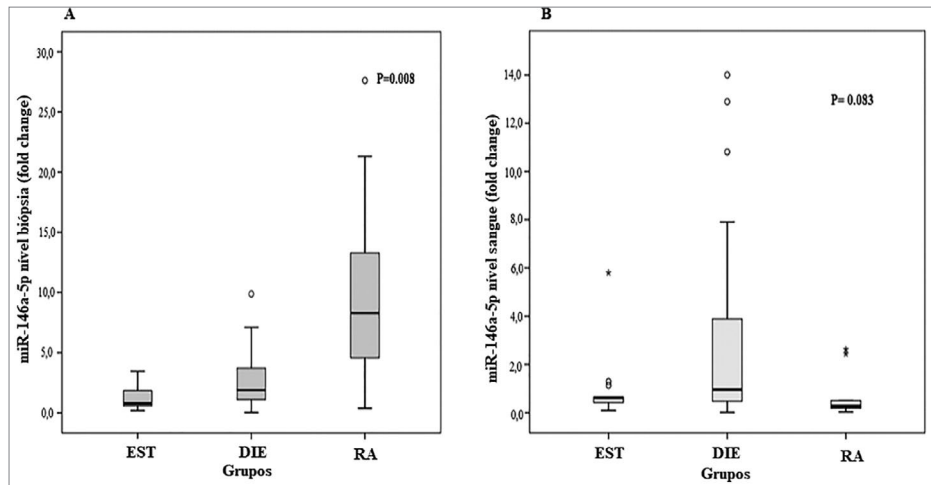 A
miR-146a-5p nível biópsia (fold change)
30,0
25,0
20,0
15,0
10,0
5,0
0,0
P=0.008
EST DIE RA
Grupos
B
miR-146a-5p nível sangue (fold change)
14,0
12,0
10,0
8,0
6,0
4,0
2,0
0,0
P= 0.083
EST DIE RA
Grupos